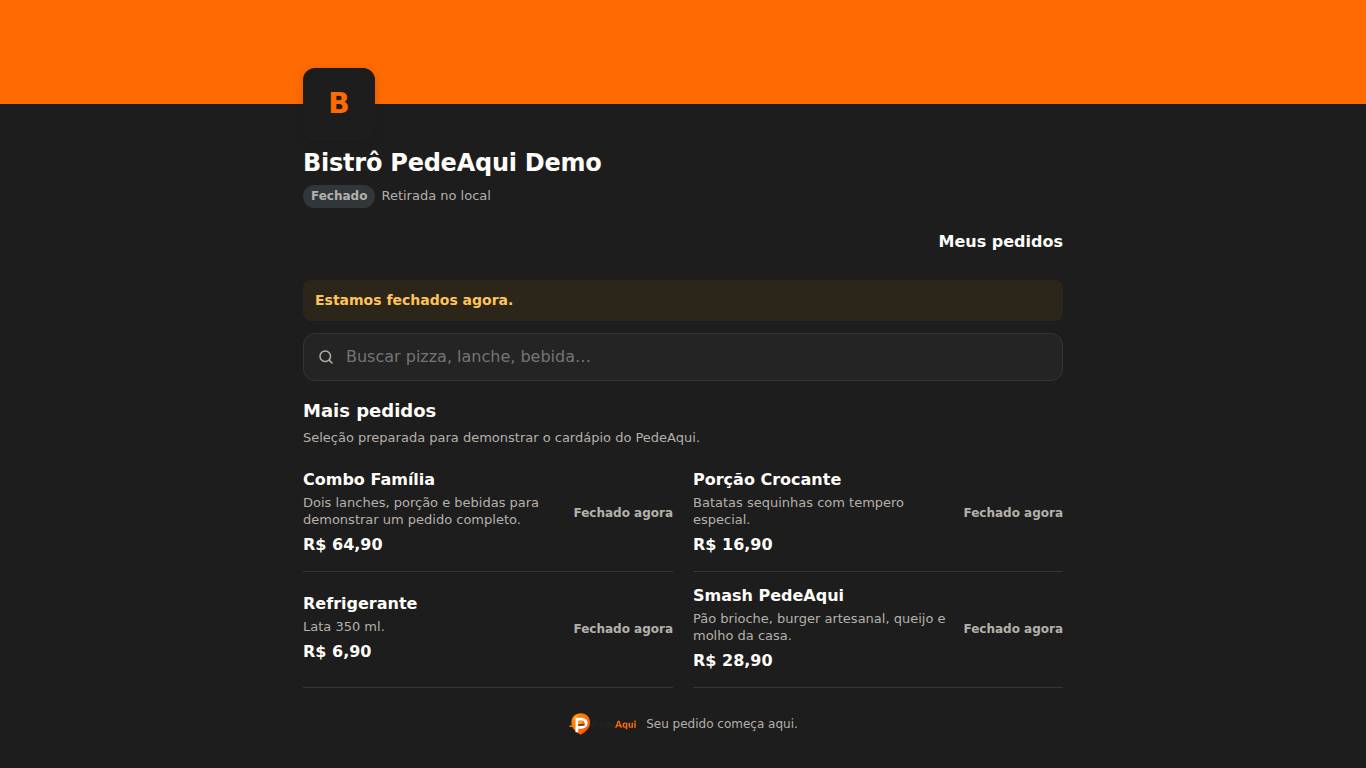 B
Bistrô PedeAqui Demo
Fechado Retirada no local
Meus pedidos
Estamos fechados agora.
Buscar pizza, lanche, bebida...
Mais pedidos
Seleção preparada para demonstrar o cardápio do PedeAqui.
Combo Família
Dois lanches, porção e bebidas para
demonstrar um pedido completo.
R$ 64,90
Fechado agora
Porção Crocante
Batatas sequinhas com tempero
especial.
R$ 16,90
Fechado agora
Refrigerante
Lata 350 ml.
R$ 6,90
Fechado agora
Smash PedeAqui
Pão brioche, burger artesanal, queijo e
molho da casa.
R$ 28,90
Fechado agora
P Aqui Seu pedido começa aqui.